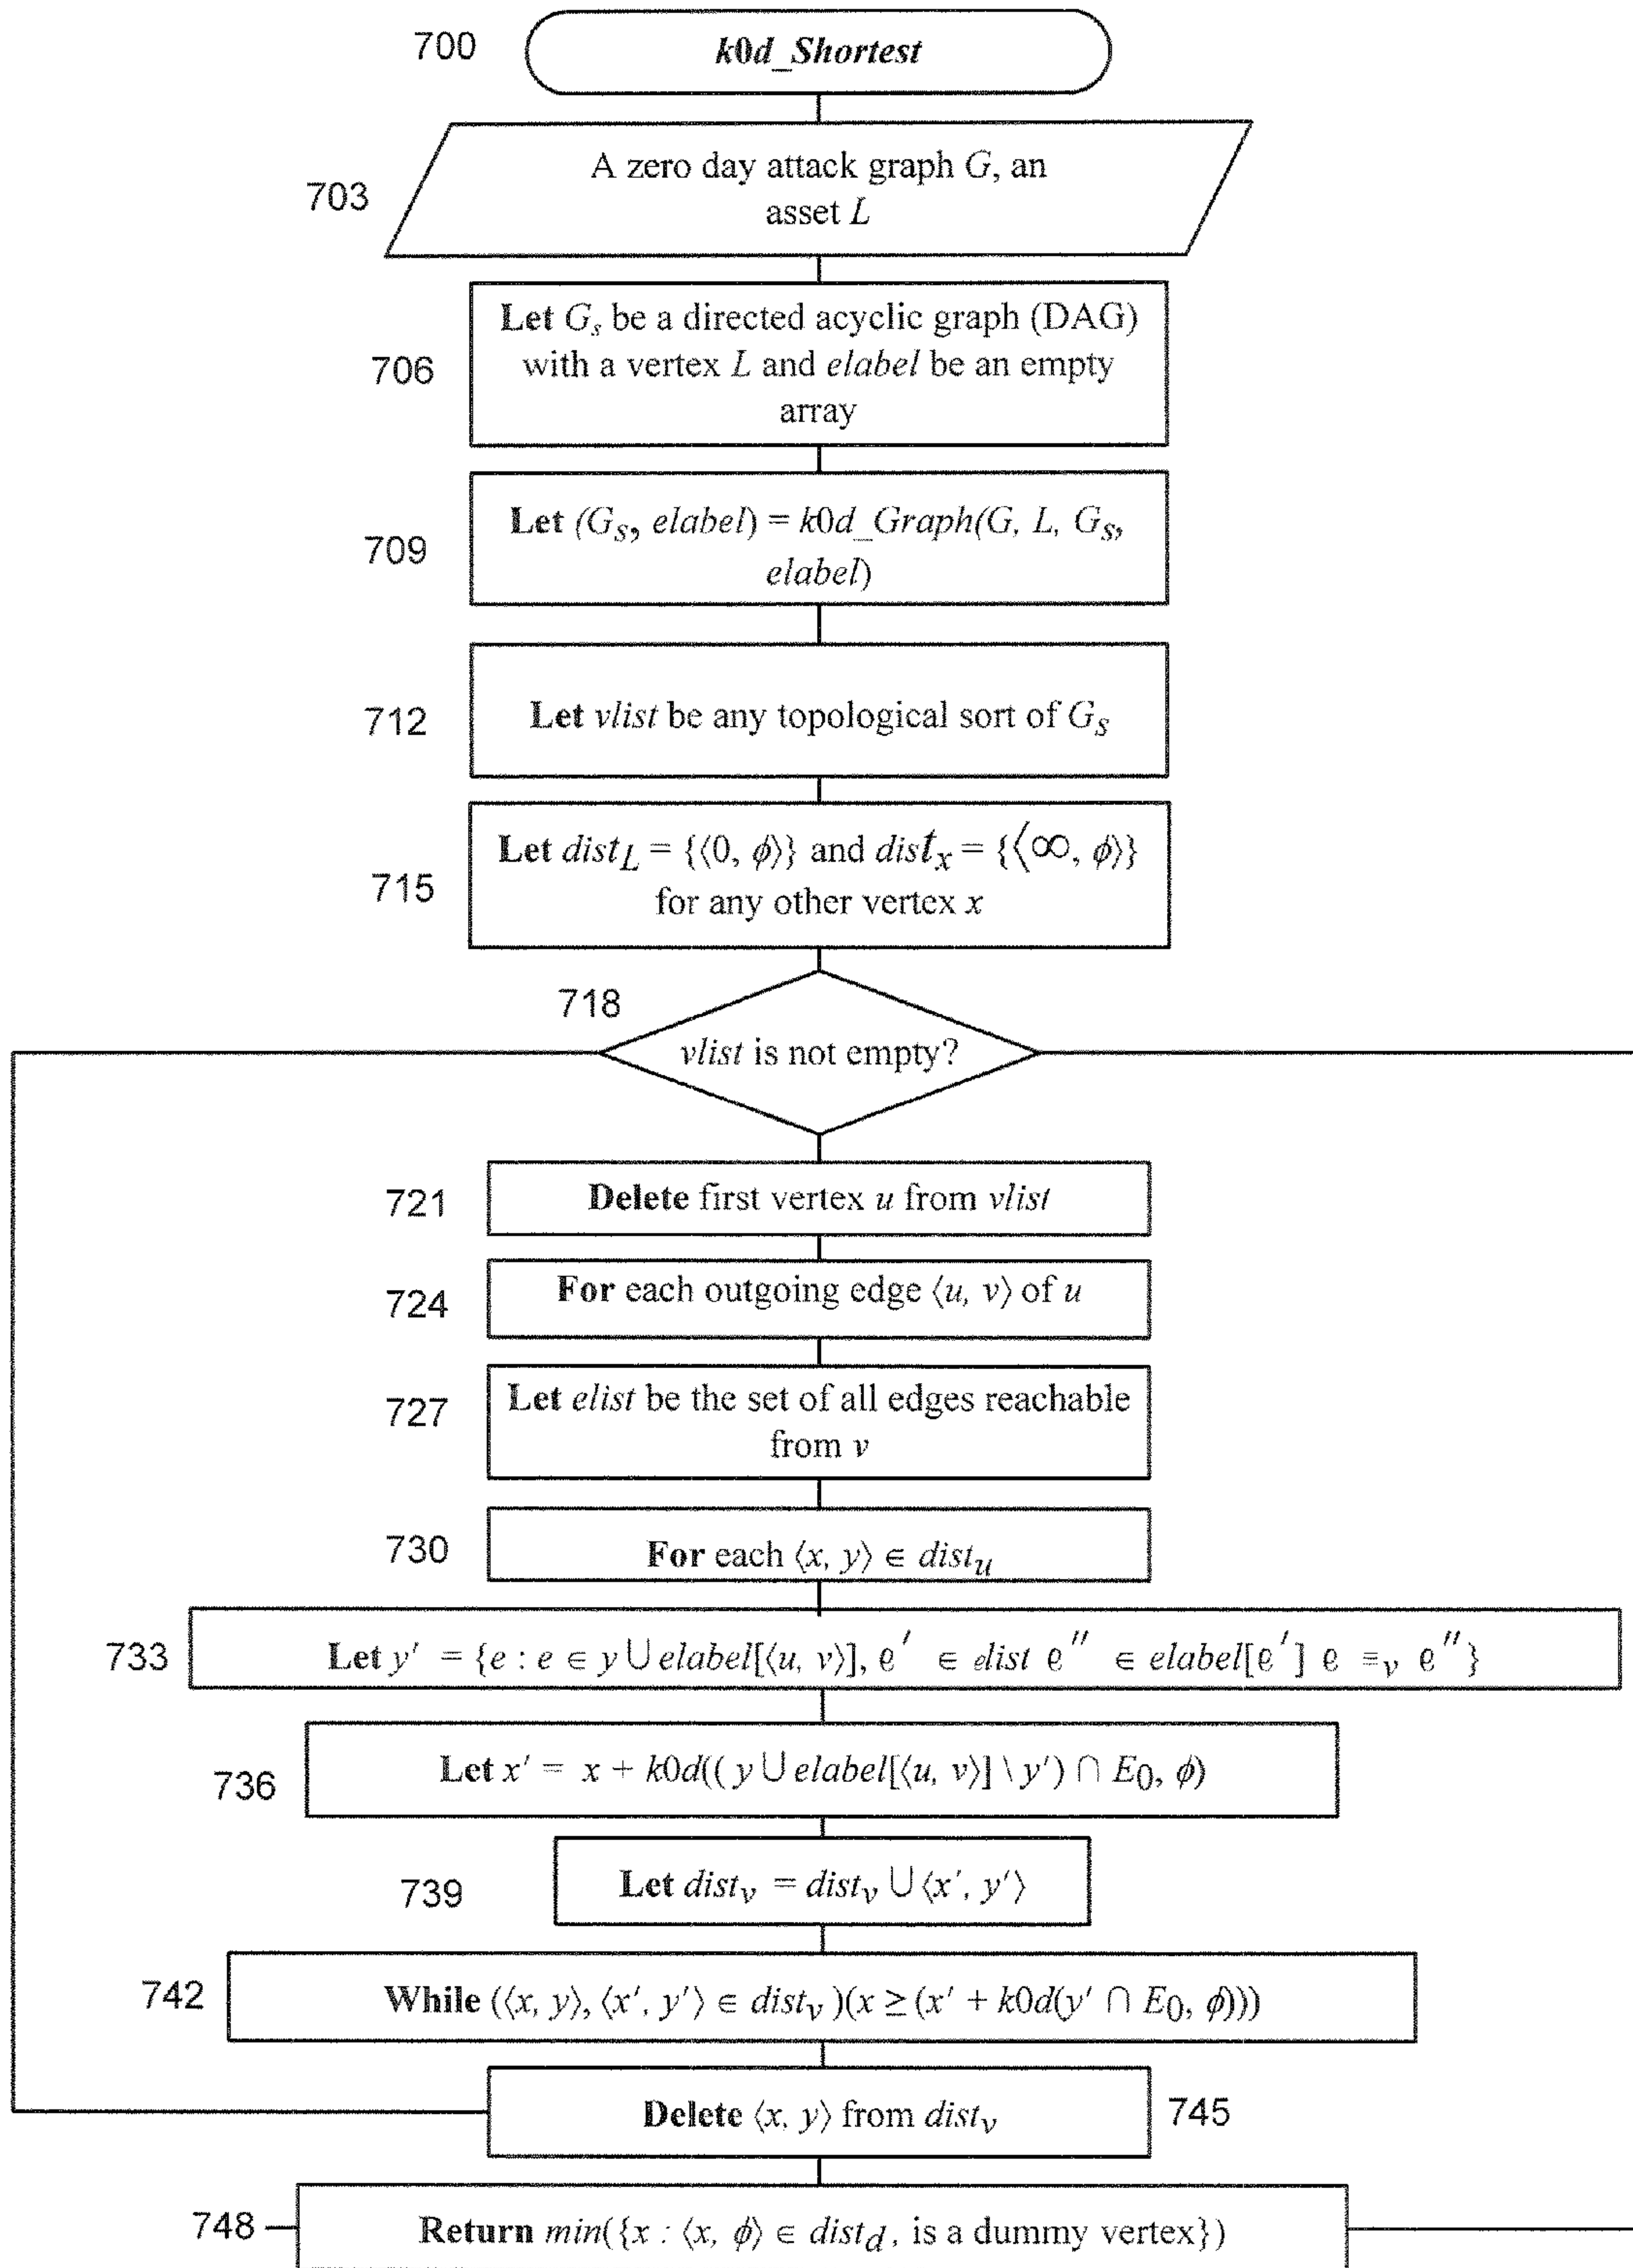 700
k0d_Shortest
703
A zero day attack graph G, an
asset L
706
Let Gs be a directed acyclic graph (DAG)
with a vertex L and elabel be an empty
array
709
Let (Gs, elabel) = k0d_Graph(G, L, Gs,
elabel)
712
Let vlist be any topological sort of Gs
715
Let distL = {⟨0, ϕ⟩} and distx = {⟨∞, ϕ⟩}
for any other vertex x
718
vlist is not empty?
721
Delete first vertex u from vlist
724
For each outgoing edge ⟨u, v⟩ of u
727
Let elist be the set of all edges reachable
from v
730
For each ⟨x, y⟩ ∈ distu
733
Let y′ = {e : e ∈ y ∪ elabel[⟨u, v⟩], e′ ∈ elist e″ ∈ elabel[e′] e ≡v e″}
736
Let x′ = x + k0d(( y ∪ elabel[⟨u, v⟩] \ y′) ∩ E0, ϕ)
739
Let distv = distv ∪ ⟨x′, y′⟩
742
While (⟨x, y⟩, ⟨x′, y′⟩ ∈ distv )(x ≥ (x′ + k0d(y′ ∩ E0, ϕ)))
Delete ⟨x, y⟩ from distv
745
748
Return min({x : ⟨x, ϕ⟩ ∈ distd, is a dummy vertex})